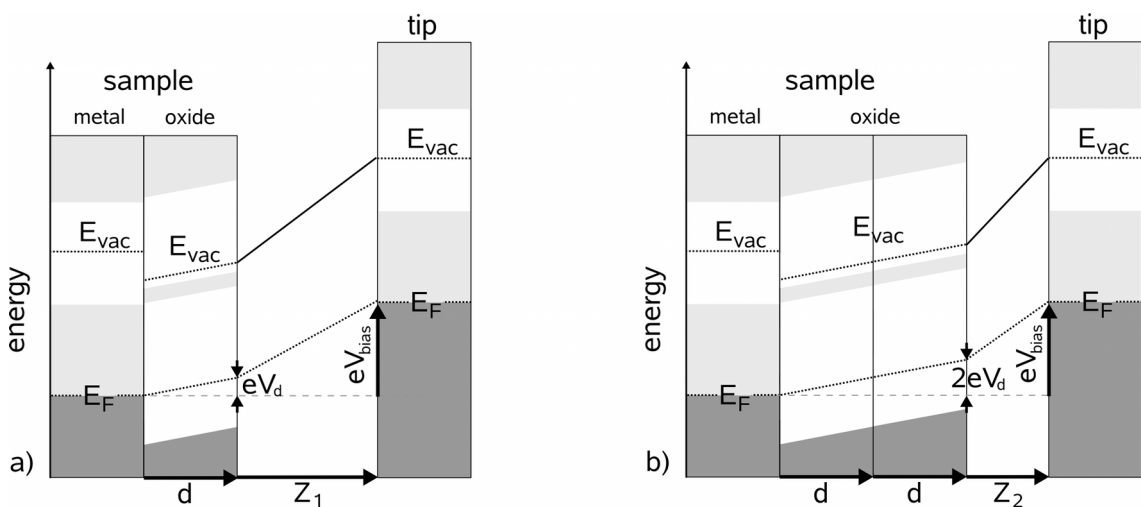 tip
sample
metal oxide
E_vac
E_vac
E_vac
energy
E_F
E_F
eV_bias
eV_d
a)
d
Z_1
tip
sample
metal oxide
E_vac
E_vac
E_vac
energy
E_F
E_F
eV_bias
2eV_d
b)
d d
Z_2